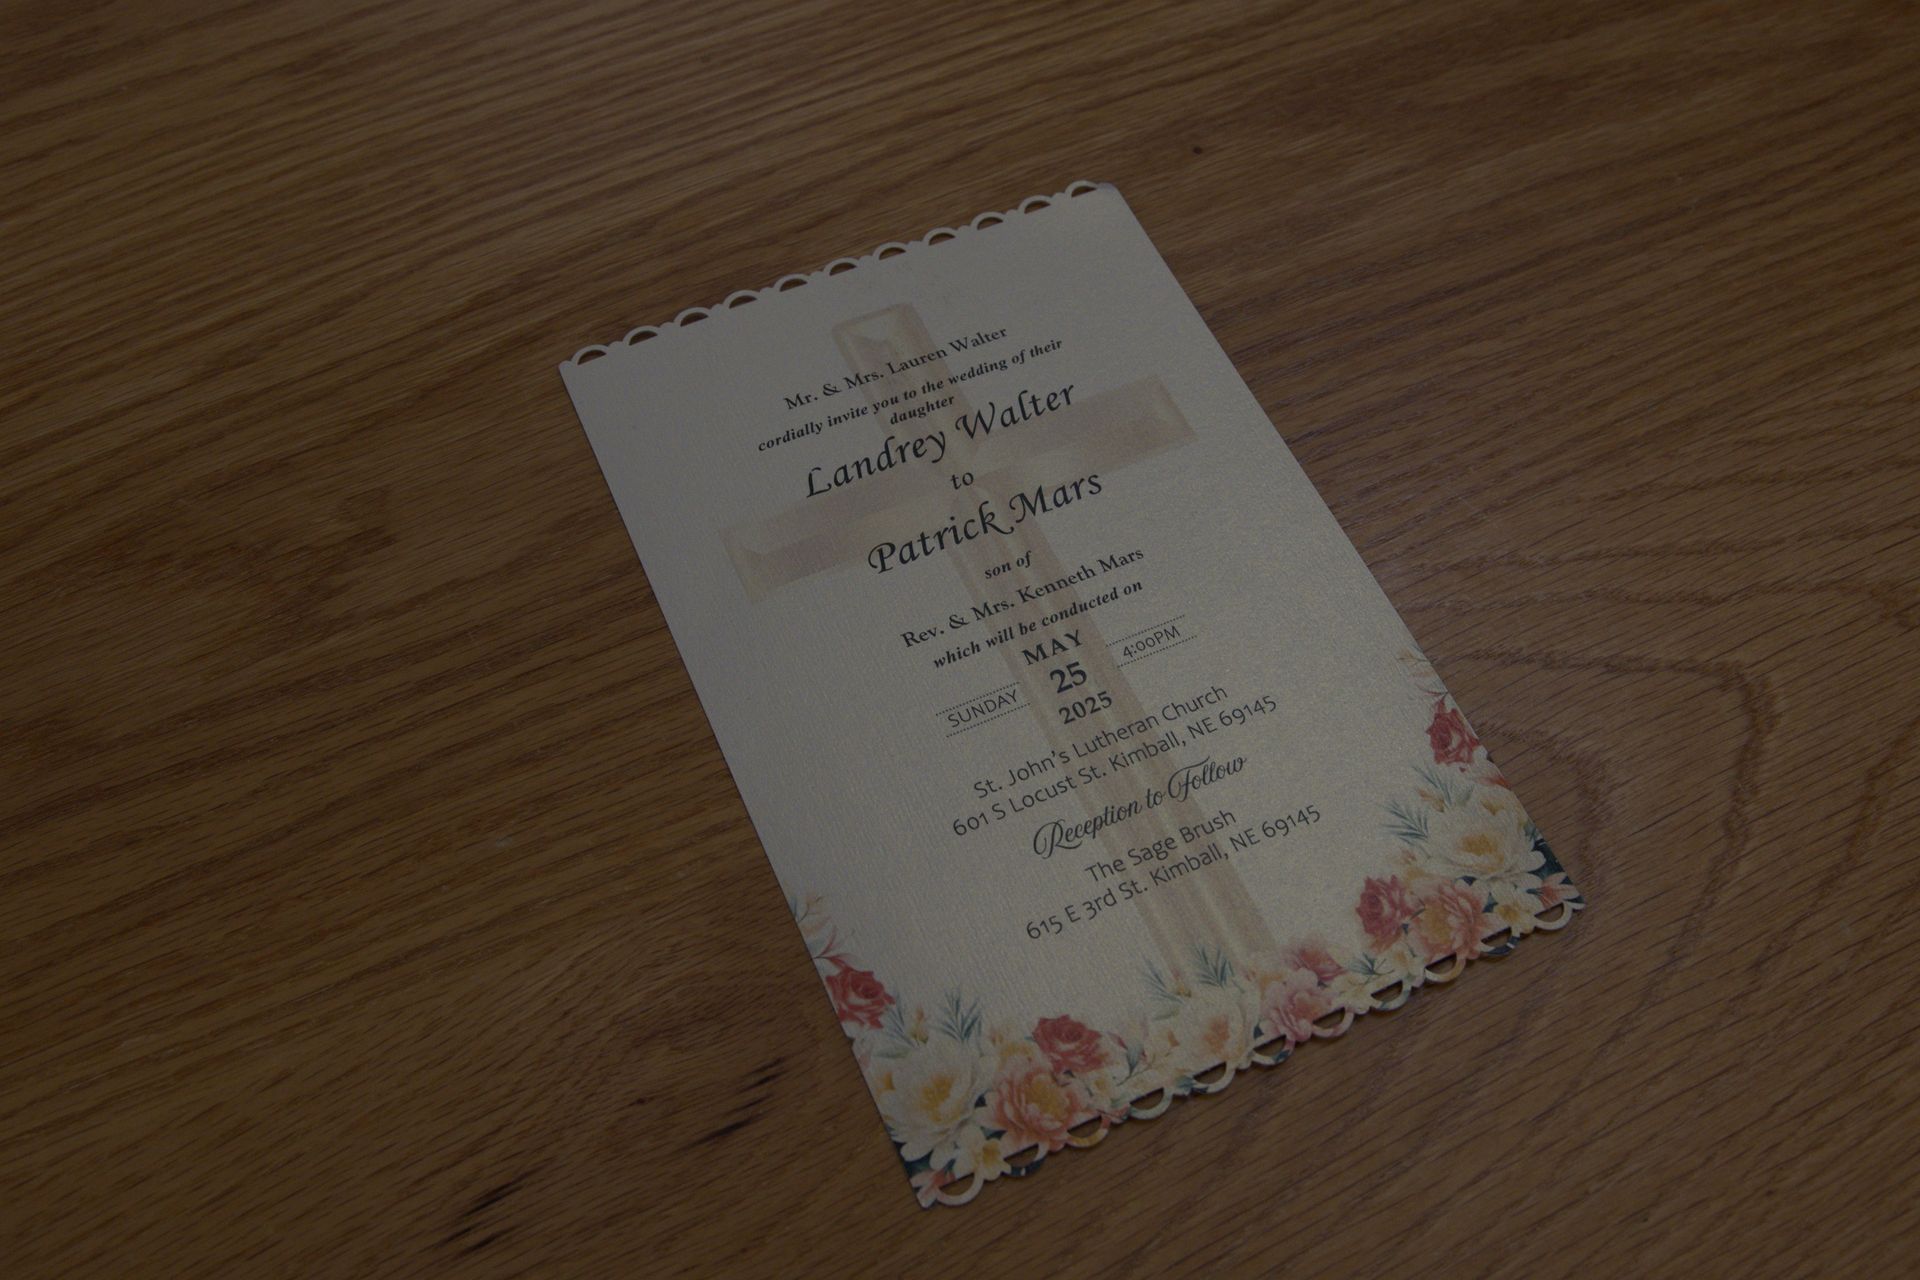 Mr. & Mrs. Lauren Walter
cordially invite you to the wedding of their
daughter
Landrey Walter
to
Patrick Mars
son of
Rev. & Mrs. Kenneth Mars
which will be conducted on
MAY
SUNDAY 25 4:00PM
2025
St. John's Lutheran Church
601 S Locust St. Kimball, NE 69145
Reception to Follow
The Sage Brush
615 E 3rd St. Kimball, NE 69145